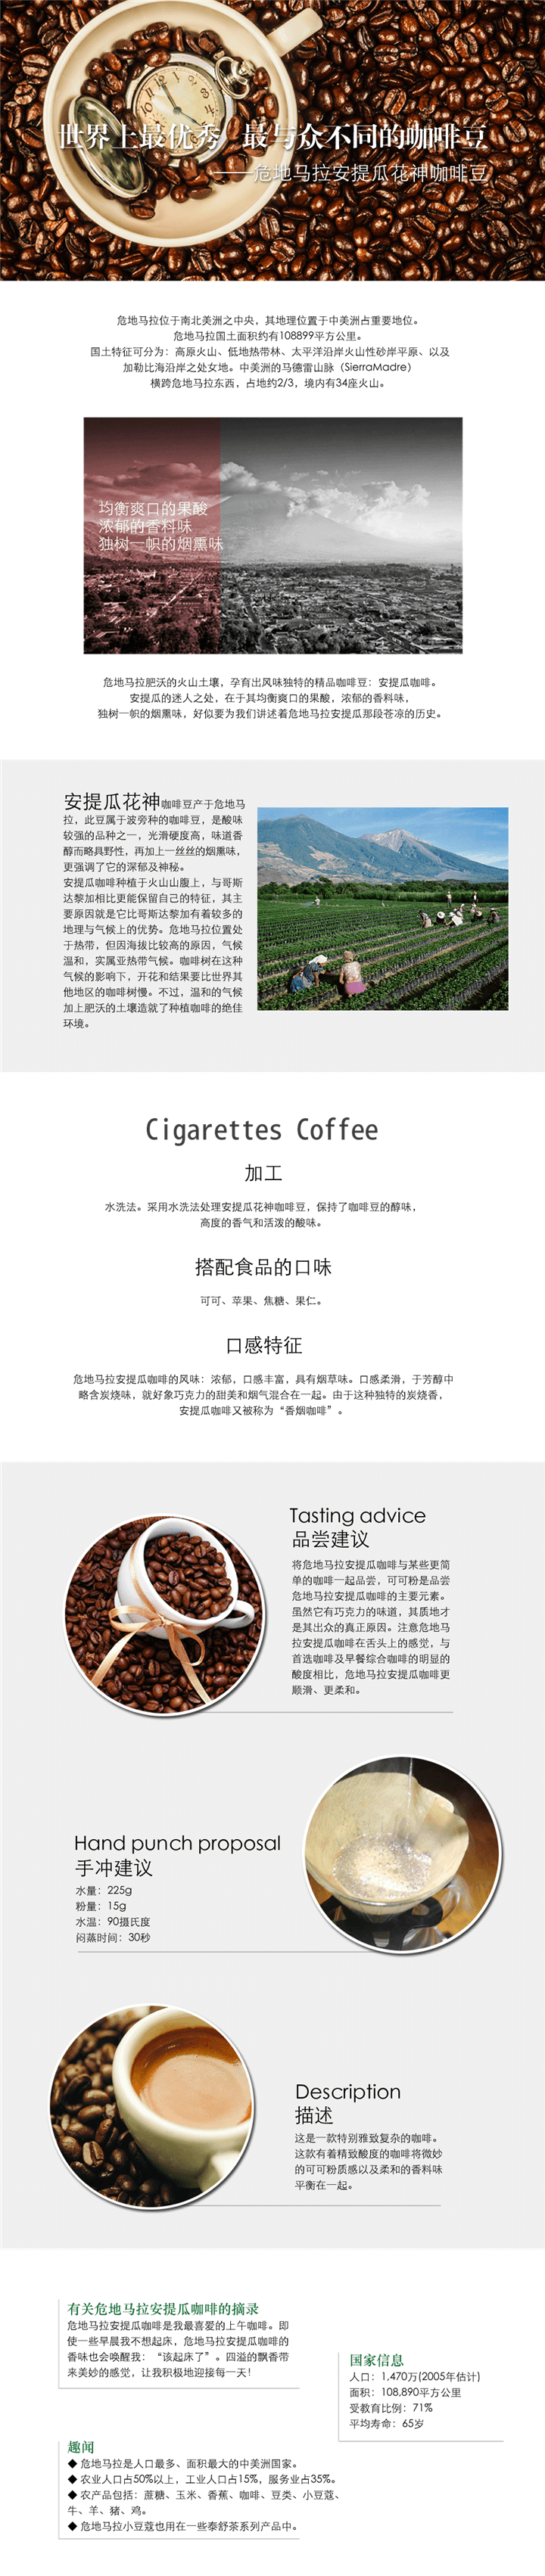 世界上最优秀 最与众不同的咖啡豆
——危地马拉安提瓜花神咖啡豆
危地马拉位于南北美洲之中央，其地理位置于中美洲占重要地位。
危地马拉国土面积约有108899平方公里。
国土特征可分为：高原火山、低地热带林、太平洋沿岸火山性砂岸平原、以及
加勒比海沿岸之处女地。中美洲的马德雷山脉（SierraMadre）
横跨危地马拉东西，占地约2/3，境内有34座火山。
均衡爽口的果酸
浓郁的香料味
独树一帜的烟熏味
危地马拉肥沃的火山土壤，孕育出风味独特的精品咖啡豆：安提瓜咖啡。
安提瓜的迷人之处，在于其均衡爽口的果酸，浓郁的香料味，
独树一帜的烟熏味，好似要为我们讲述着危地马拉安提瓜那段苍凉的历史。
安提瓜花神咖啡豆产于危地马
拉，此豆属于波旁种的咖啡豆，是酸味
较强的品种之一，光滑硬度高，味道香
醇而略具野性，再加上一丝丝的烟熏味，
更强调了它的深郁及神秘。
安提瓜咖啡种植于火山山腹上，与哥斯
达黎加相比更能保留自己的特征，其主
要原因就是它比哥斯达黎加有着较多的
地理与气候上的优势。危地马拉位置处
于热带，但因海拔比较高的原因，气候
温和，实属亚热带气候。咖啡树在这种
气候的影响下，开花和结果要比世界其
他地区的咖啡树慢。不过，温和的气候
加上肥沃的土壤造就了种植咖啡的绝佳
环境。
Cigarettes Coffee
加工
水洗法。采用水洗法处理安提瓜花神咖啡豆，保持了咖啡豆的醇味，
高度的香气和活泼的酸味。
搭配食品的口味
可可、苹果、焦糖、果仁。
口感特征
危地马拉安提瓜咖啡的风味：浓郁，口感丰富，具有烟草味。口感柔滑，于芳醇中
略含炭烧味，就好象巧克力的甜美和烟气混合在一起。由于这种独特的炭烧香，
安提瓜咖啡又被称为“香烟咖啡”。
Tasting advice
品尝建议
将危地马拉安提瓜咖啡与某些更简
单的咖啡一起品尝，可可粉是品尝
危地马拉安提瓜咖啡的主要元素。
虽然它有巧克力的味道，其质地才
是其出众的真正原因。注意危地马
拉安提瓜咖啡在舌头上的感觉，与
首选咖啡及早餐综合咖啡的明显的
酸度相比，危地马拉安提瓜咖啡更
顺滑、更柔和。
Hand punch proposal
手冲建议
水量：225g
粉量：15g
水温：90摄氏度
闷蒸时间：30秒
Description
描述
这是一款特别雅致复杂的咖啡。
这款有着精致酸度的咖啡将微妙
的可可粉质感以及柔和的香料味
平衡在一起。
有关危地马拉安提瓜咖啡的摘录
危地马拉安提瓜咖啡是我最喜爱的上午咖啡。即
使一些早晨我不想起床，危地马拉安提瓜咖啡的
香味也会唤醒我：“该起床了”。四溢的飘香带
来美妙的感觉，让我积极地迎接每一天！
国家信息
人口：1,470万(2005年估计)
面积：108,890平方公里
受教育比例：71%
平均寿命：65岁
趣闻
◆ 危地马拉是人口最多、面积最大的中美洲国家。
◆ 农业人口占50%以上，工业人口占15%，服务业占35%。
◆ 农产品包括：蔗糖、玉米、香蕉、咖啡、豆类、小豆蔻、
牛、羊、猪、鸡。
◆ 危地马拉小豆蔻也用在一些泰舒茶系列产品中。